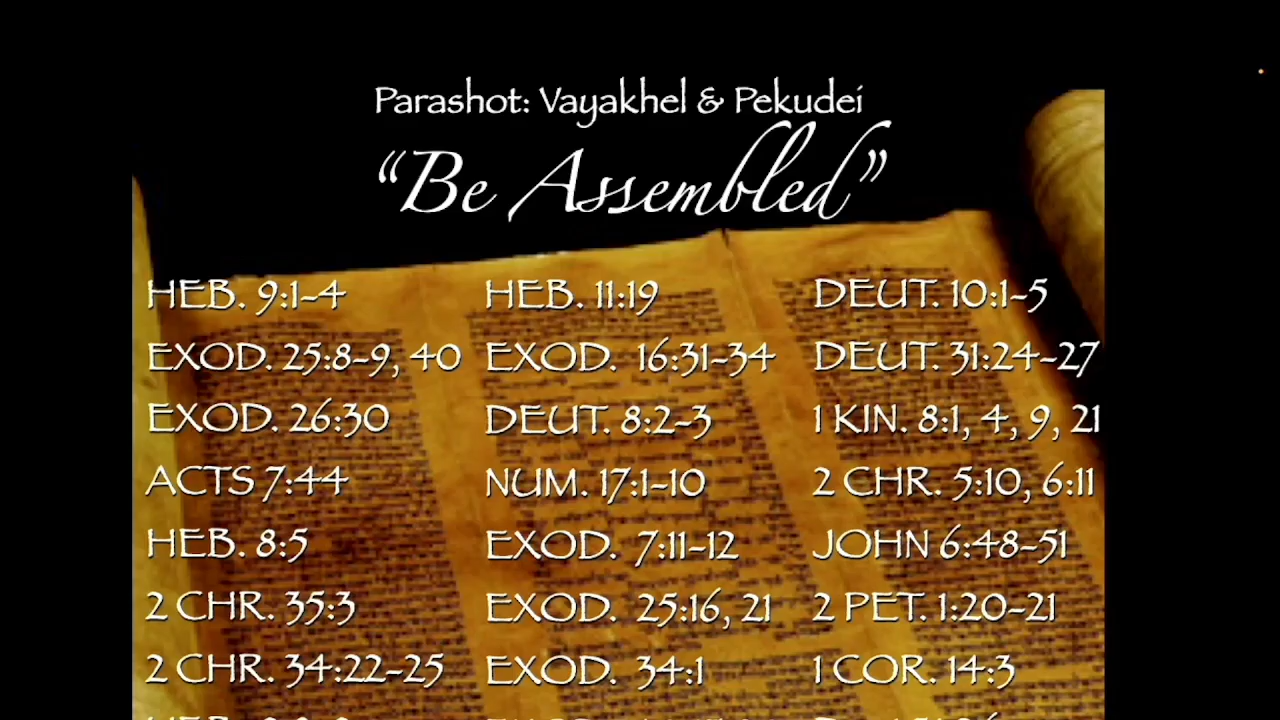 Parashot: Vayakhel & Pekudei
“Be Assembled”
HEB. 9:1-4
EXOD. 25:8-9, 40
EXOD. 26:30
ACTS 7:44
HEB. 8:5
2 CHR. 35:3
2 CHR. 34:22-25
HEB. 11:19
EXOD. 16:31-34
DEUT. 8:2-3
NUM. 17:1-10
EXOD. 7:11-12
EXOD. 25:16, 21
EXOD. 34:1
DEUT. 10:1-5
DEUT. 31:24-27
1 KIN. 8:1, 4, 9, 21
2 CHR. 5:10, 6:11
JOHN 6:48-51
2 PET. 1:20-21
1 COR. 14:3